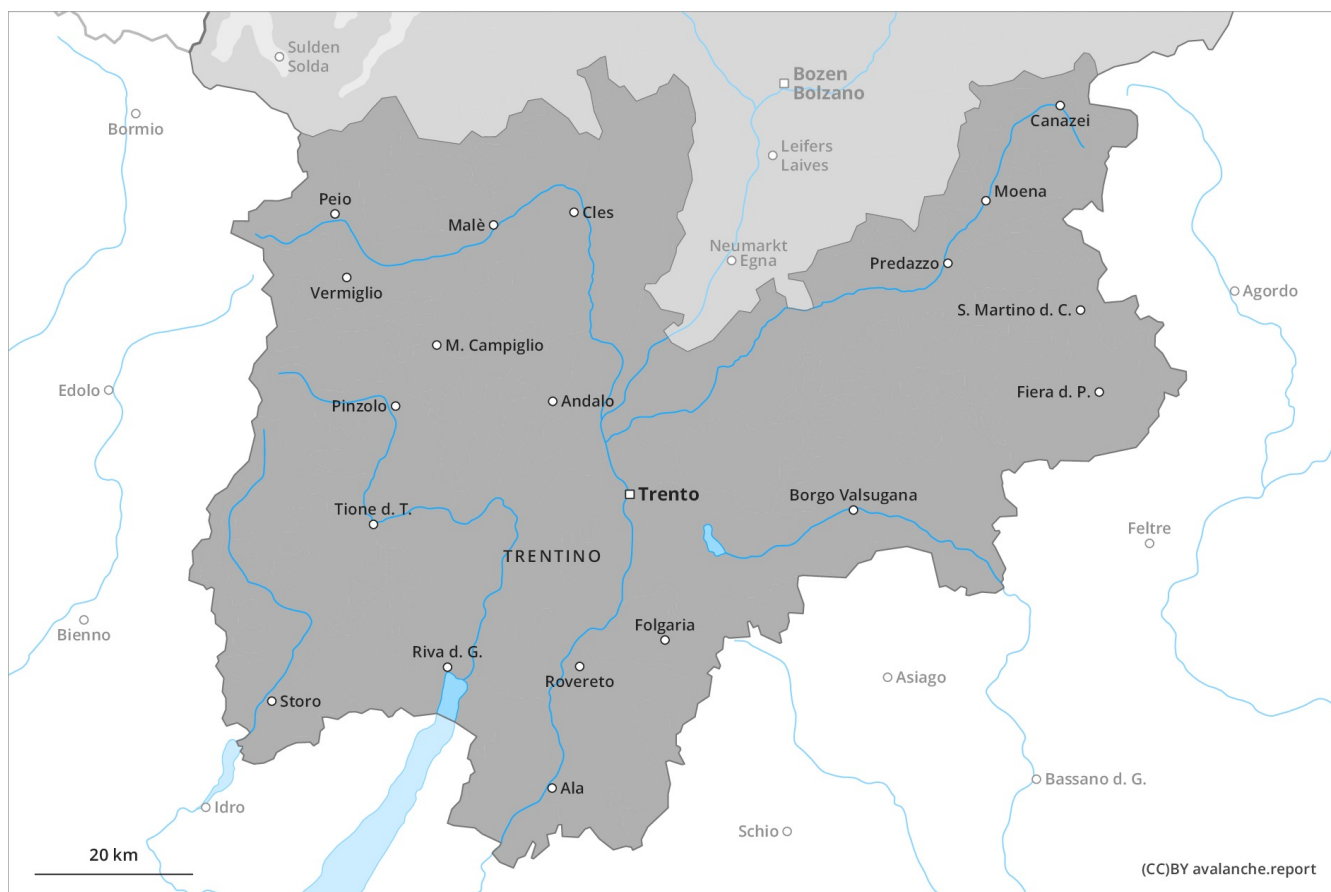 Sulden
Solda
Bozen
Bolzano
Bormio
Canazei
Leifers
Laives
Peio
Malè
Cles
Moena
Neumarkt
Egna
Predazzo
Vermiglio
Agordo
S. Martino d. C.
M. Campiglio
Edolo
Pinzolo
Andalo
Fiera d. P.
Trento
Borgo Valsugana
Tione d. T.
Feltre
TRENTINO
Bienno
Folgaria
Riva d. G.
Rovereto
Asiago
Storo
Bassano d. G.
Ala
Idro
Schio
20 km
(CC)BY avalanche.report